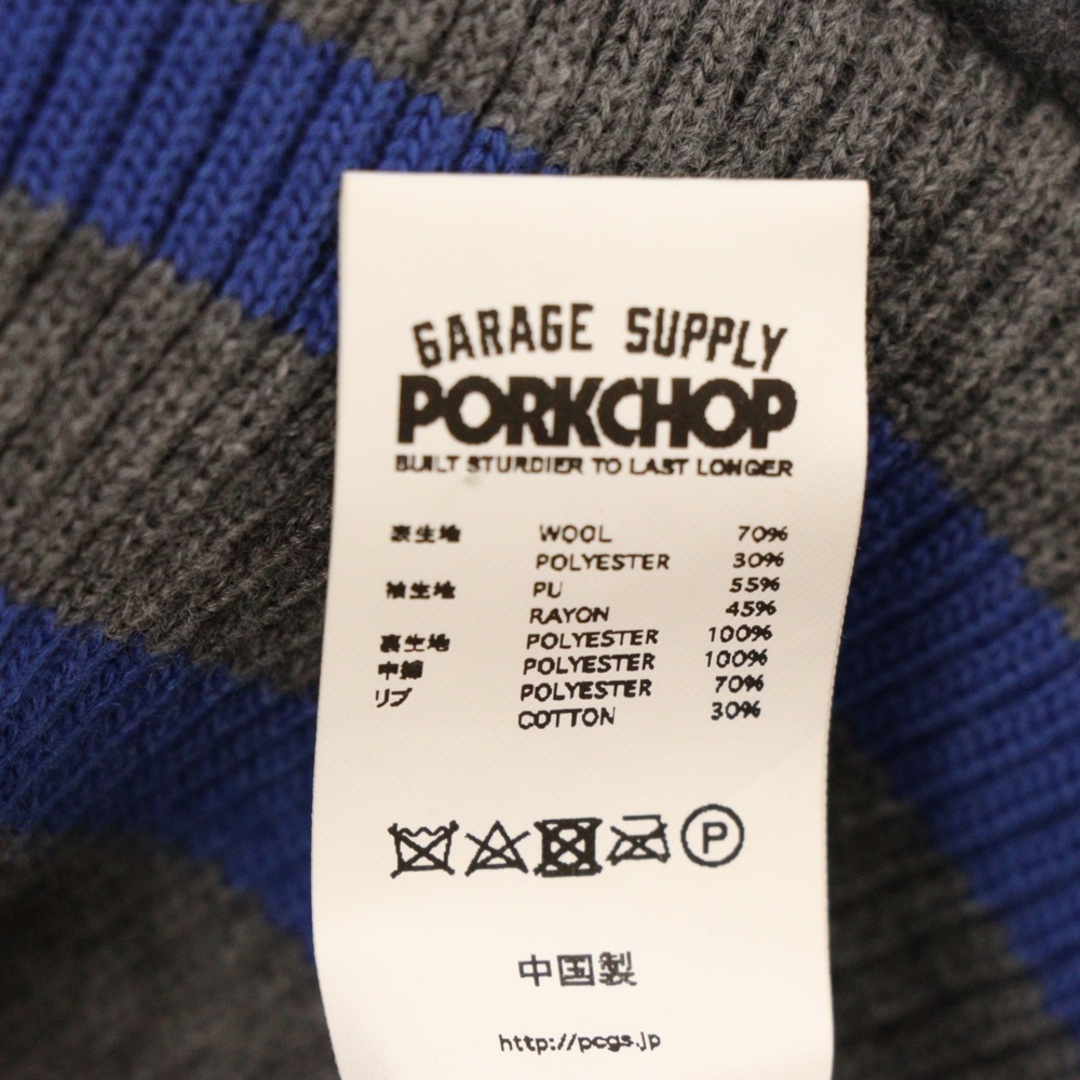 GARAGE SUPPLY
PORKCHOP
BUILT STURDIER TO LAST LONGER
表生地 WOOL 70%
POLYESTER 30%
袖生地 PU 55%
RAYON 45%
裏生地 POLYESTER 100%
中綿 POLYESTER 100%
リブ POLYESTER 70%
COTTON 30%
P
中国製
http://pcgs.jp